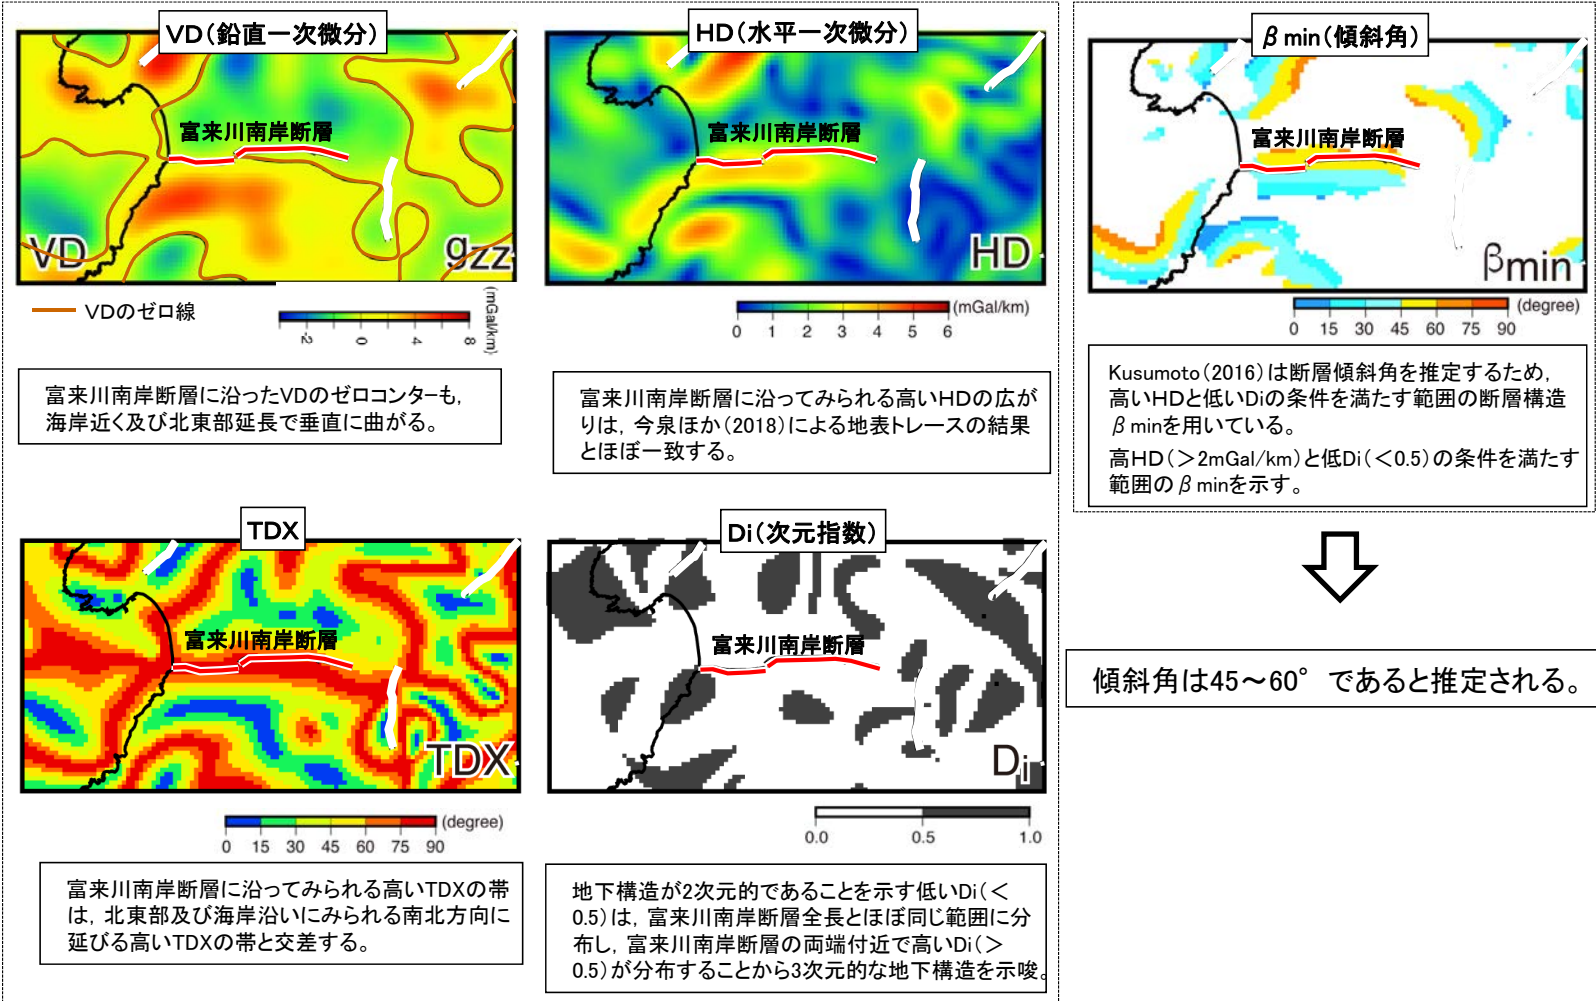 VD(鉛直一次微分)
富来川南岸断層
VD
gzz
VDのゼロ線
-2 0 4 8
(mGal/km)
富来川南岸断層に沿ったVDのゼロコンターも,
海岸近く及び北東部延長で垂直に曲がる。
HD(水平一次微分)
富来川南岸断層
HD
(mGal/km)
0 1 2 3 4 5 6
富来川南岸断層に沿ってみられる高いHDの広が
りは, 今泉ほか(2018)による地表トレースの結果
とほぼ一致する。
βmin(傾斜角)
富来川南岸断層
βmin
(degree)
0 15 30 45 60 75 90
Kusumoto(2016)は断層傾斜角を推定するため,
高いHDと低いDiの条件を満たす範囲の断層構造
βminを用いている。
高HD(>2mGal/km)と低Di(<0.5)の条件を満たす
範囲のβminを示す。
TDX
富来川南岸断層
TDX
(degree)
0 15 30 45 60 75 90
富来川南岸断層に沿ってみられる高いTDXの帯
は, 北東部及び海岸沿いにみられる南北方向に
延びる高いTDXの帯と交差する。
Di(次元指数)
富来川南岸断層
Di
0.0 0.5 1.0
地下構造が2次元的であることを示す低いDi(<
0.5)は, 富来川南岸断層全長とほぼ同じ範囲に分
布し, 富来川南岸断層の両端付近で高いDi(>
0.5)が分布することから3次元的な地下構造を示唆。
傾斜角は45~60°であると推定される。